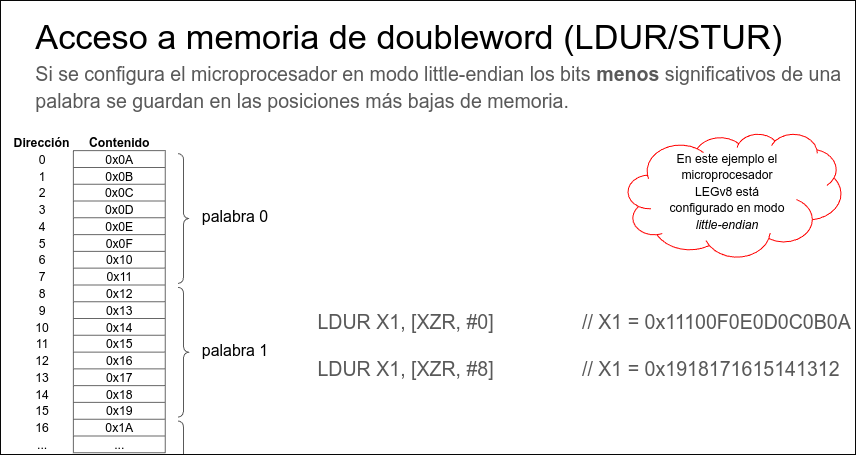 Acceso a memoria de doubleword (LDUR/STUR)
Si se configura el microprocesador en modo little-endian los bits menos significativos de una
palabra se guardan en las posiciones más bajas de memoria.
Dirección Contenido
0 0x0A
1 0x0B
2 0x0C
3 0x0D
4 0x0E
5 0x0F
6 0x10
7 0x11
palabra 0
8 0x12
9 0x13
10 0x14
11 0x15
12 0x16
13 0x17
14 0x18
15 0x19
palabra 1
16 0x1A
... ...
En este ejemplo el
microprocesador
LEGv8 está
configurado en modo
little-endian
LDUR X1, [XZR, #0] // X1 = 0x11100F0E0D0C0B0A
LDUR X1, [XZR, #8] // X1 = 0x1918171615141312